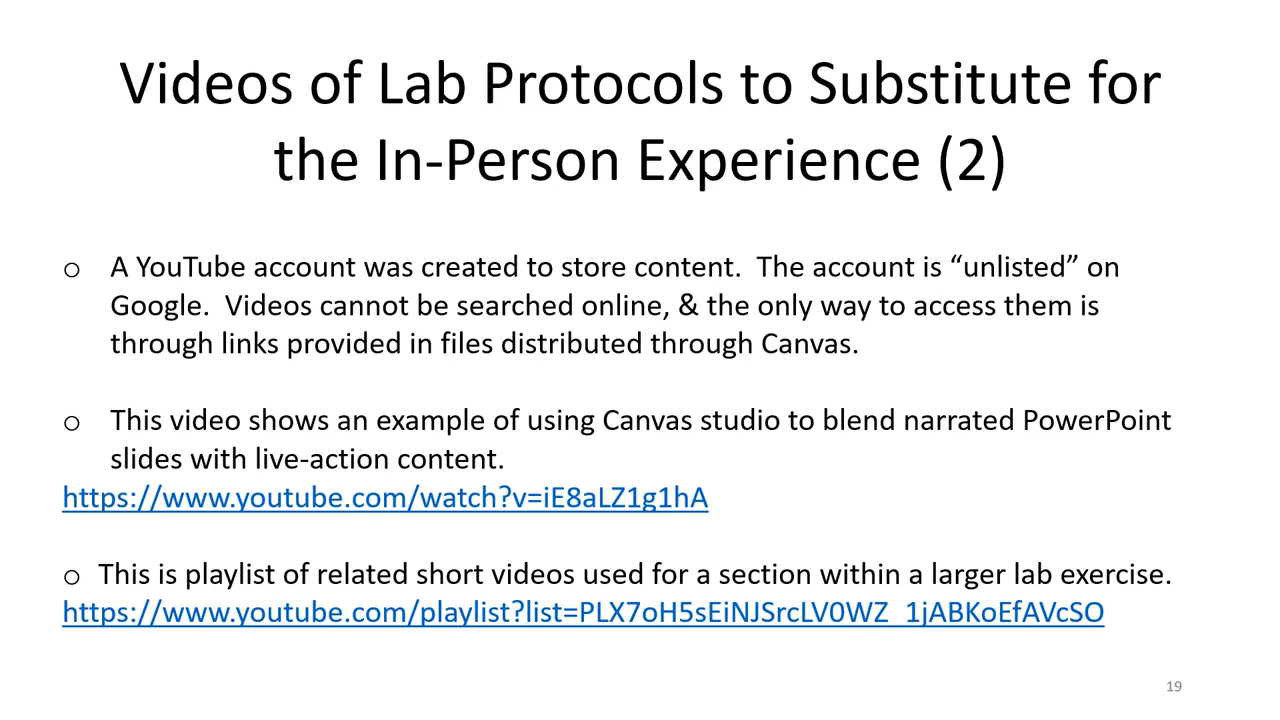 Videos of Lab Protocols to Substitute for
the In-Person Experience (2)
o A YouTube account was created to store content.  The account is “unlisted” on
Google.  Videos cannot be searched online, & the only way to access them is
through links provided in files distributed through Canvas.
o This video shows an example of using Canvas studio to blend narrated PowerPoint
slides with live-action content.
https://www.youtube.com/watch?v=iE8aLZ1g1hA
o This is playlist of related short videos used for a section within a larger lab exercise.
https://www.youtube.com/playlist?list=PLX7oH5sEiNJSrcLV0WZ_1jABKoEfAVcSO
19